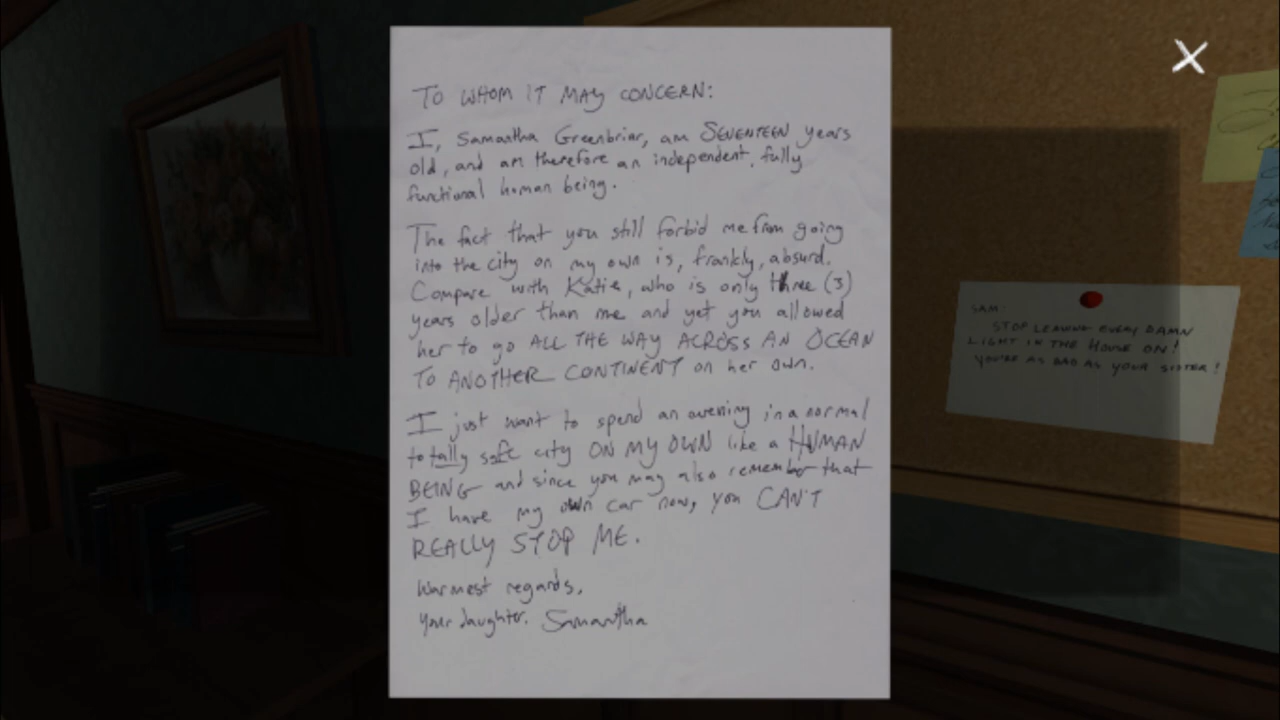 TO WHOM IT MAY CONCERN:
I, Samantha Greenbriar, am SEVENTEEN years
old, and am therefore an independent, fully
functional human being.
The fact that you still forbid me from going
into the city on my own is, frankly, absurd.
Compare with Katie, who is only three (3)
years older than me and yet you allowed
her to go ALL THE WAY ACROSS AN OCEAN
TO ANOTHER CONTINENT on her own.
I just want to spend an evening in a normal
totally safe city ON MY OWN like a HUMAN
BEING and since you may also remember that
I have my own car now, you CAN'T
REALLY STOP ME.
Warmest regards,
Your daughter, Samantha
SAM:
STOP LEAVING EVERY DAMN
LIGHT IN THE HOUSE ON!
YOU'RE AS BAD AS YOUR SISTER!